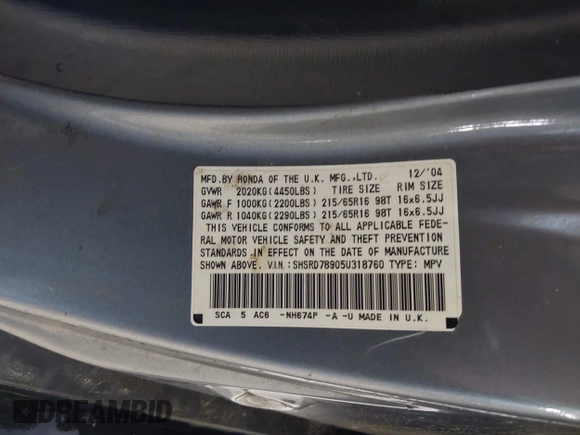 MFD.BY HONDA OF THE U.K. MFG.,LTD. 12/'04
GVWR 2020KG(4450LBS) TIRE SIZE RIM SIZE
GAWR F 1000KG(2200LBS) 215/65R16 98T 16x6.5JJ
GAWR R 1040KG(2290LBS) 215/65R16 98T 16x6.5JJ
THIS VEHICLE CONFORMS TO ALL APPLICABLE FEDE-
RAL MOTOR VEHICLE SAFETY AND THEFT PREVENTION
STANDARDS IN EFFECT ON THE DATE OF MANUFACTURE
SHOWN ABOVE. V.I.N.:SHSRD78905U318760 TYPE: MPV
SCA 5 AC6 -NH674P -A -U MADE IN U.K.
DREAMBID